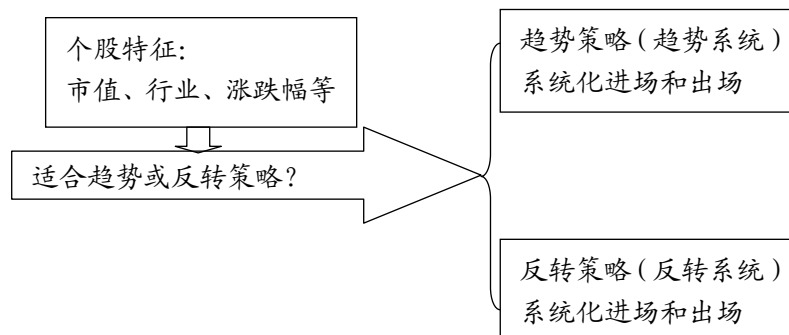 个股特征：
市值、行业、涨跌幅等
适合趋势或反转策略？
趋势策略（趋势系统）
系统化进场和出场
反转策略（反转系统）
系统化进场和出场